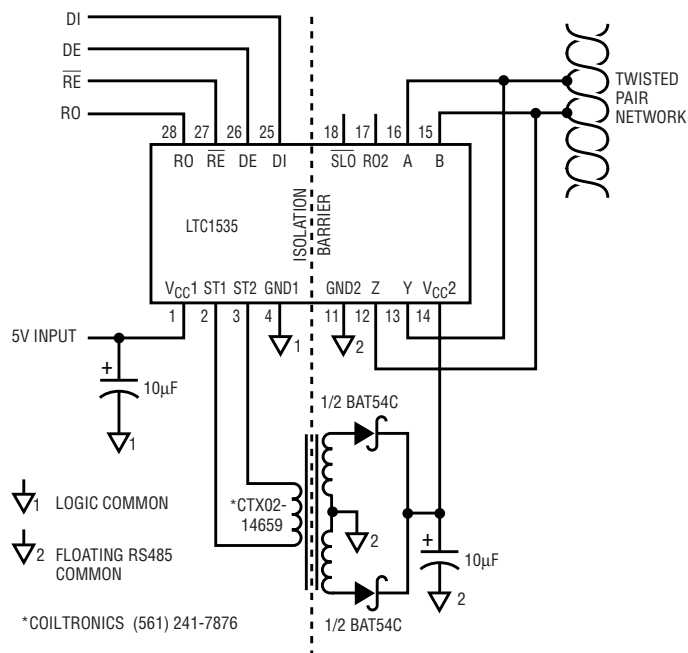 DI
DE
RE
RO
TWISTED
PAIR
NETWORK
28 27 26 25 18 17 16 15
RO RE DE DI SLO RO2 A B
LTC1535
ISOLATION
BARRIER
VCC1 ST1 ST2 GND1 GND2 Z Y VCC2
1 2 3 4 11 12 13 14
5V INPUT
1
2
+
10µF
1
1/2 BAT54C
*CTX02-
14659
2
+
10µF
2
1/2 BAT54C
1 LOGIC COMMON
2 FLOATING RS485
COMMON
*COILTRONICS (561) 241-7876